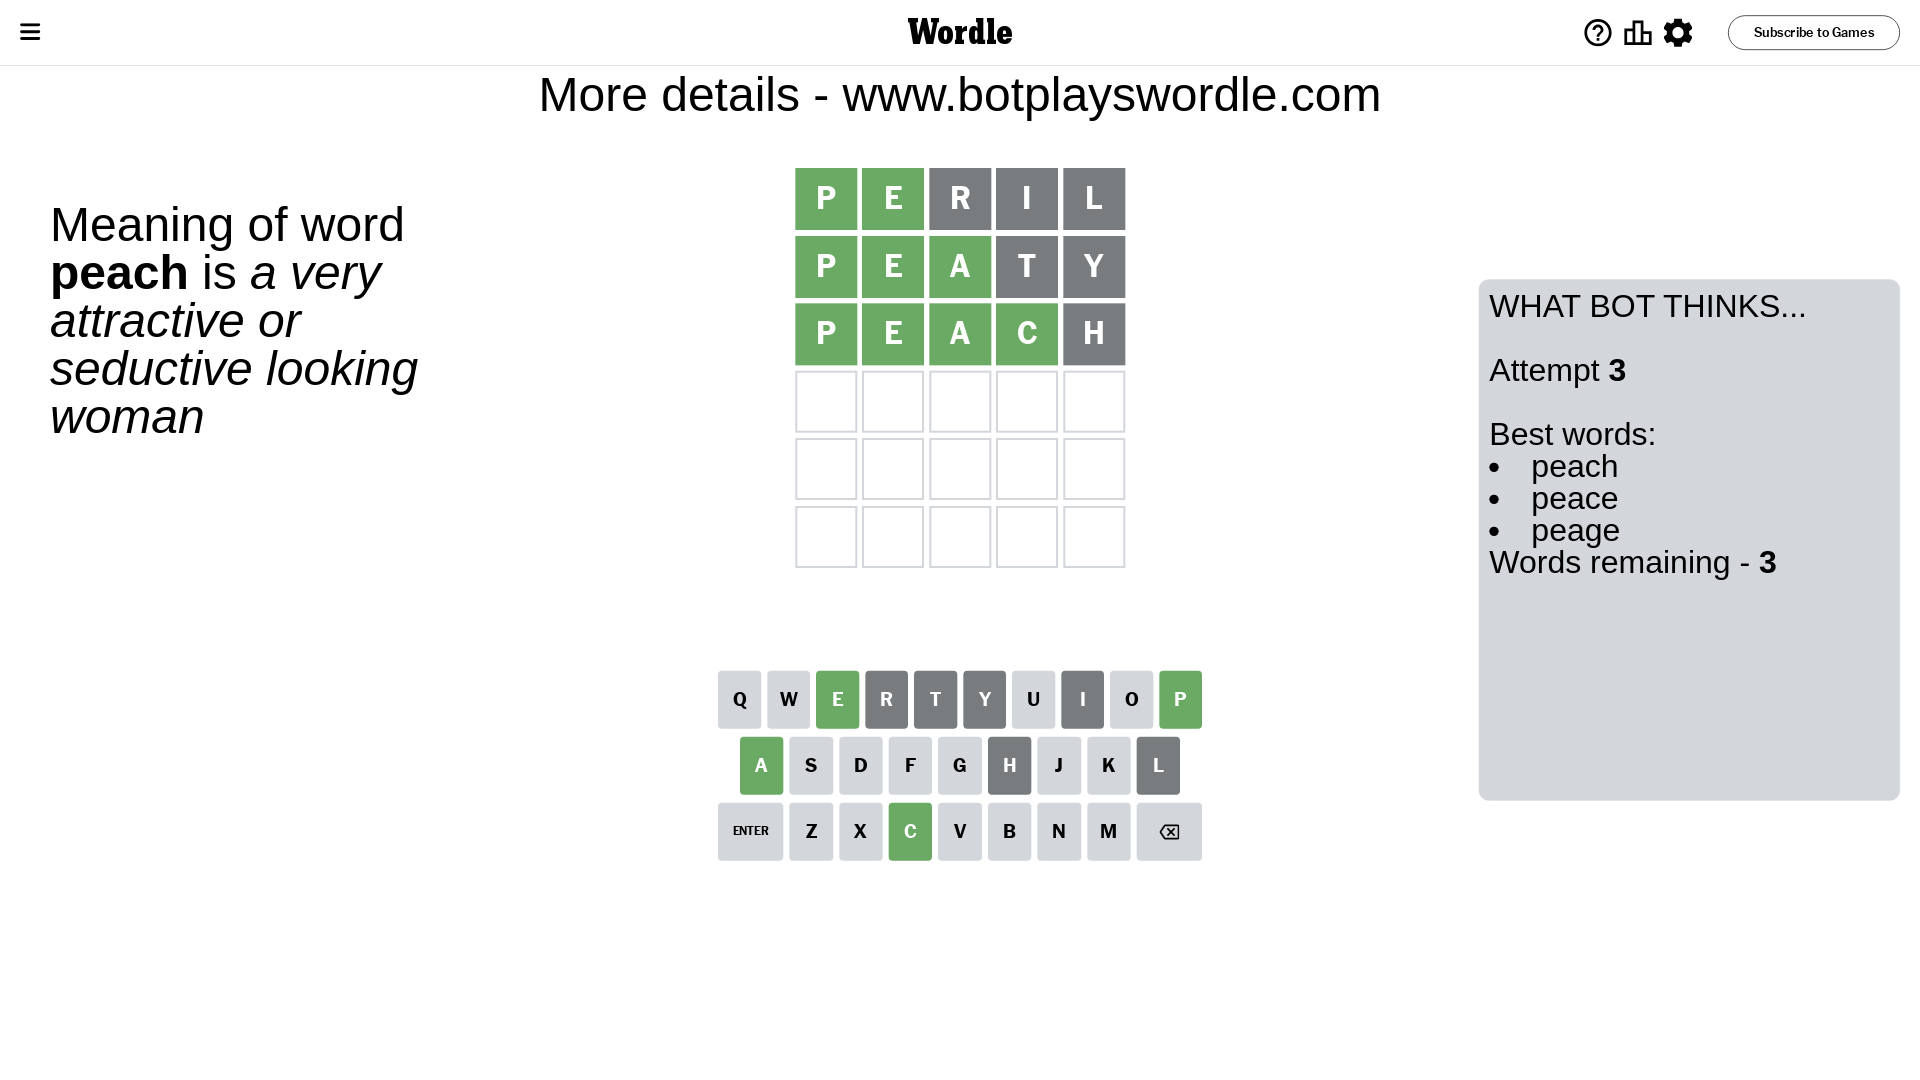 Wordle
Subscribe to Games
More details - www.botplayswordle.com
Meaning of word
peach is a very
attractive or
seductive looking
woman
P E R I L
P E A T Y
P E A C H
WHAT BOT THINKS...
Attempt 3
Best words:
• peach
• peace
• peage
Words remaining - 3
Q W E R T Y U I O P
A S D F G H J K L
ENTER Z X C V B N M